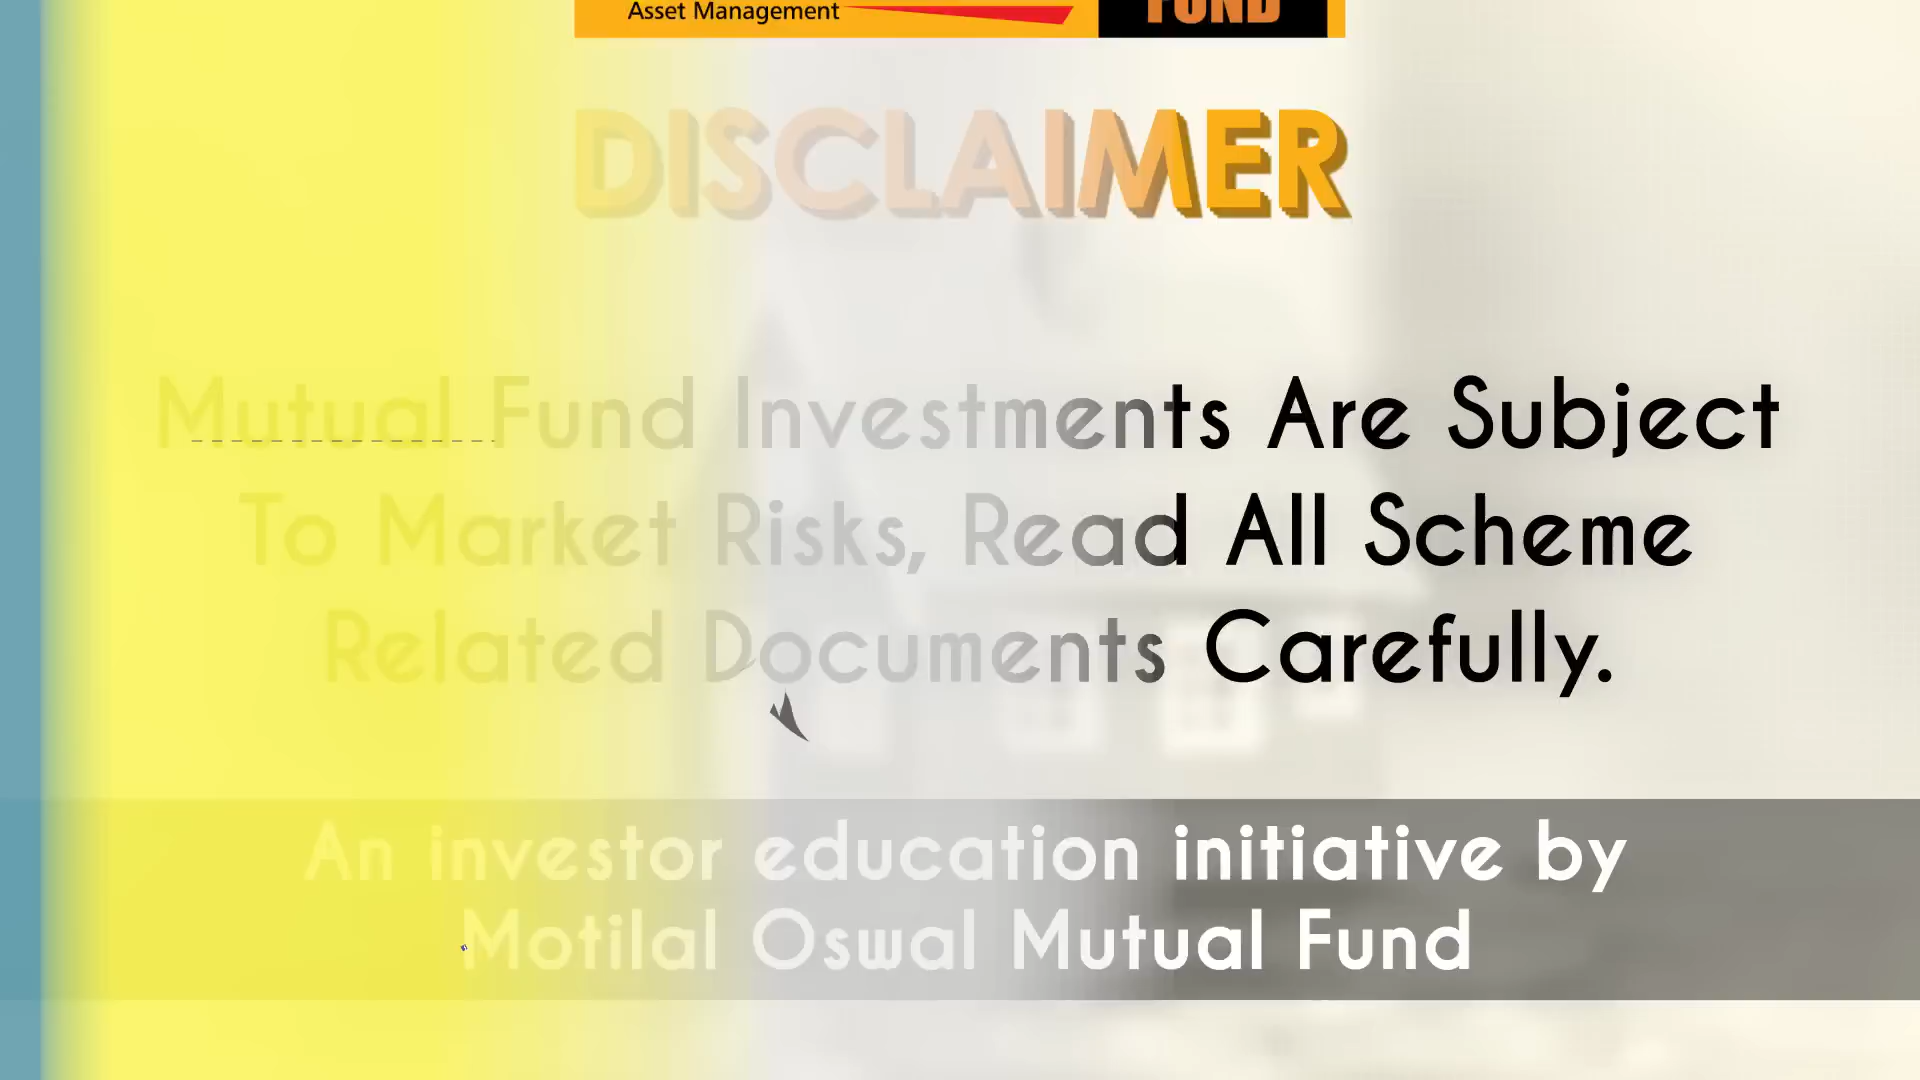 Asset Management
FUND
DISCLAIMER
Mutual Fund Investments Are Subject
To Market Risks, Read All Scheme
Related Documents Carefully.
An investor education initiative by
Motilal Oswal Mutual Fund